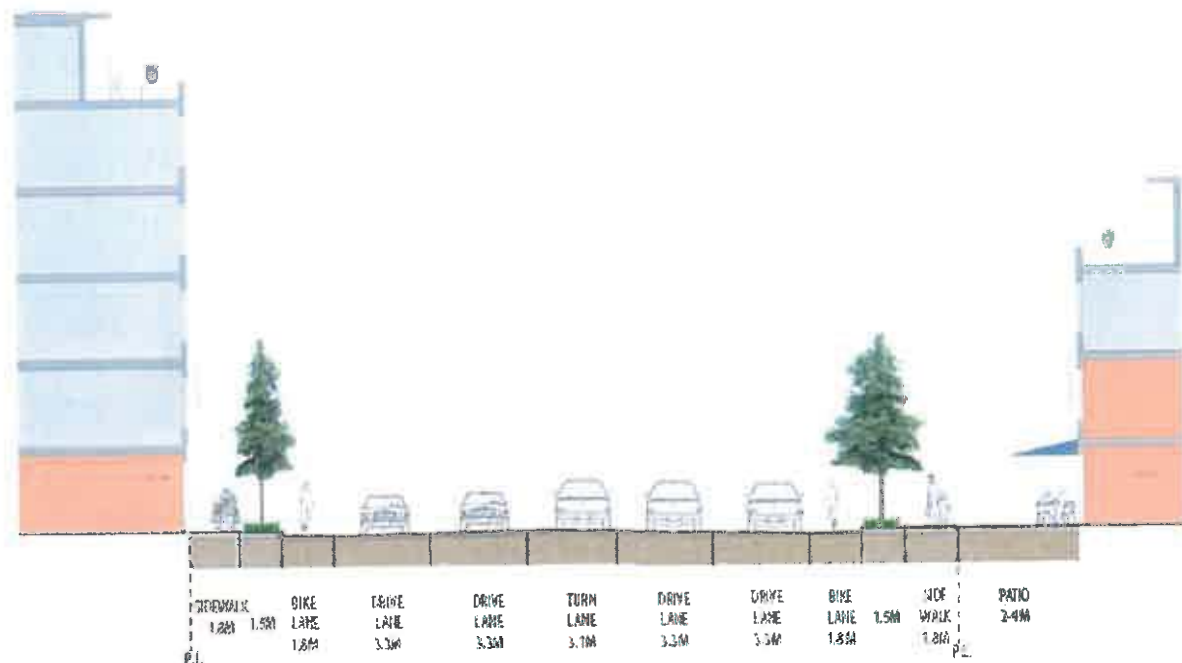 SIDEWALK
1.8M
1.5M
BIKE
LANE
1.8M
DRIVE
LANE
3.3M
DRIVE
LANE
3.3M
TURN
LANE
3.1M
DRIVE
LANE
3.3M
DRIVE
LANE
3.3M
BIKE
LANE
1.8M
1.5M
SIDE
WALK
1.8M
PATIO
2-4M
P.L.
P.L.